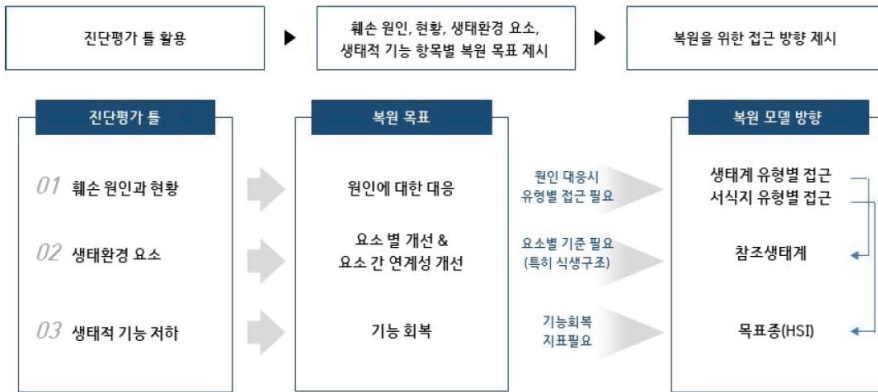 진단평가 툴 활용
훼손 원인, 현황, 생태환경 요소,
생태적 기능 항목별 복원 목표 제시
복원을 위한 접근 방향 제시
진단평가 툴
복원 목표
복원 모델 방향
01 훼손 원인과 현황
원인에 대한 대응
원인 대응시
유형별 접근 필요
생태계 유형별 접근
서식지 유형별 접근
02 생태환경 요소
요소 별 개선 &
요소 간 연계성 개선
요소별 기준 필요
(특히 식생구조)
참조생태계
03 생태적 기능 저하
기능 회복
기능회복
지표필요
목표종(HSI)